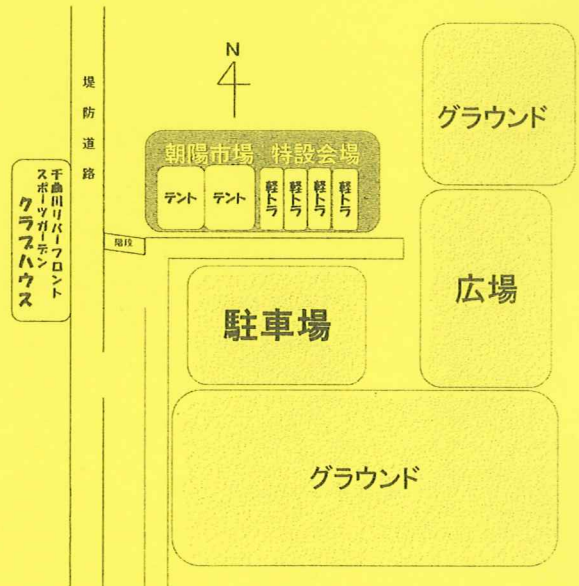 N
堤防道路
グラウンド
朝陽市場 特設会場
テント
テント
軽トラ
軽トラ
軽トラ
軽トラ
千曲川リバーフロント
スポーツガーデン
クラブハウス
階段
広場
駐車場
グラウンド